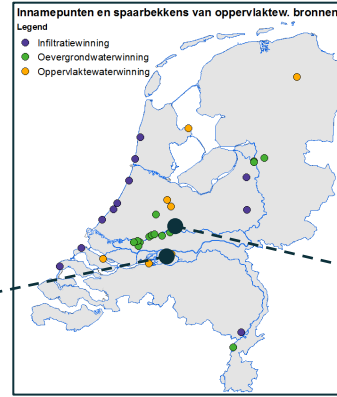 Innamepunten en spaarbekkens van oppervlaktew. bronnen
Legend
Infiltratiewinning
Oevergrondwaterwinning
Oppervlaktewaterwinning